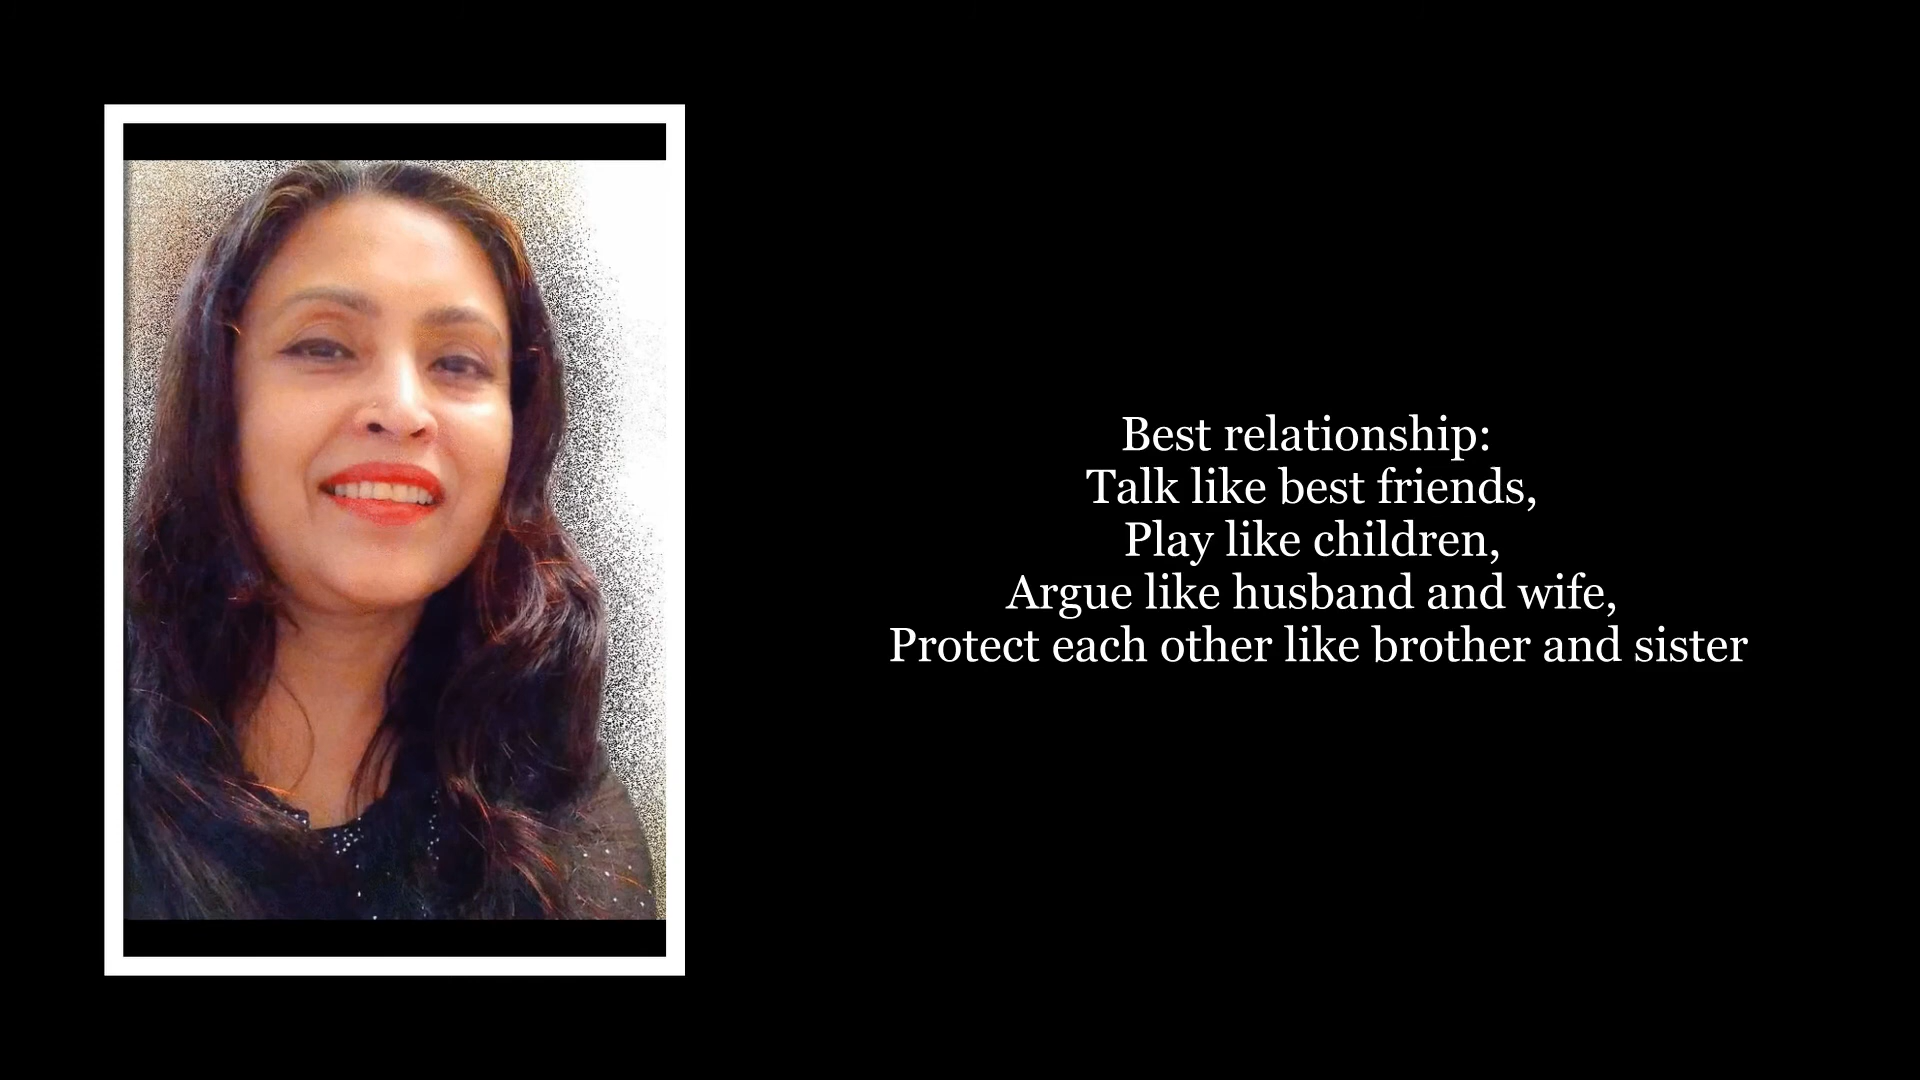 Best relationship:
Talk like best friends,
Play like children,
Argue like husband and wife,
Protect each other like brother and sister